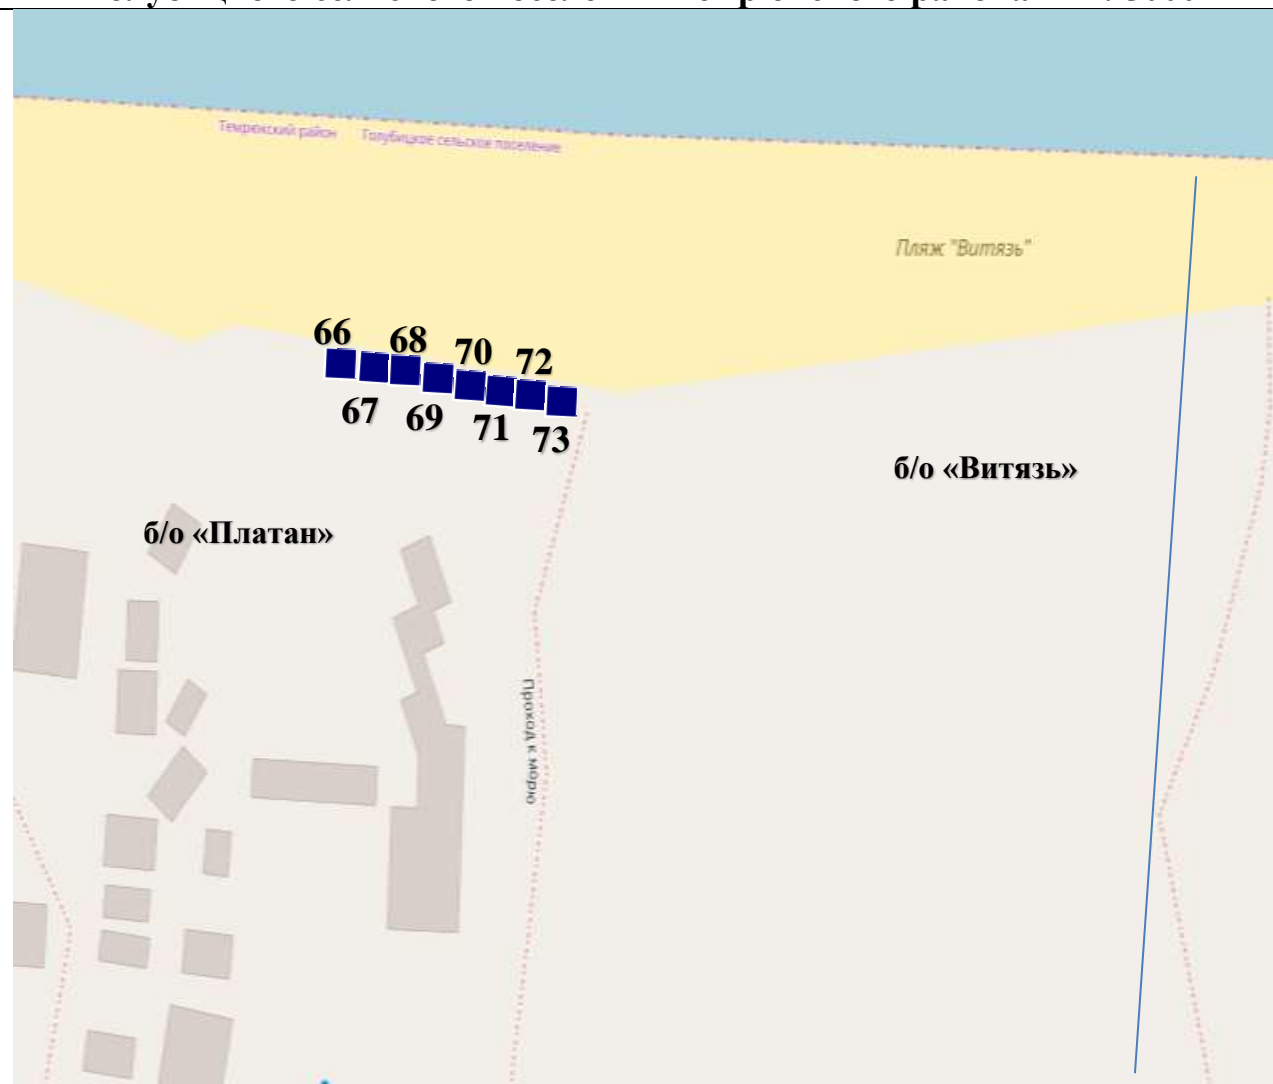 Темрюкский район
Голубицкое сельское поселение
Пляж "Витязь"
66
68
70
72
67
69
71
73
б/о «Витязь»
б/о «Платан»
Проход к морю